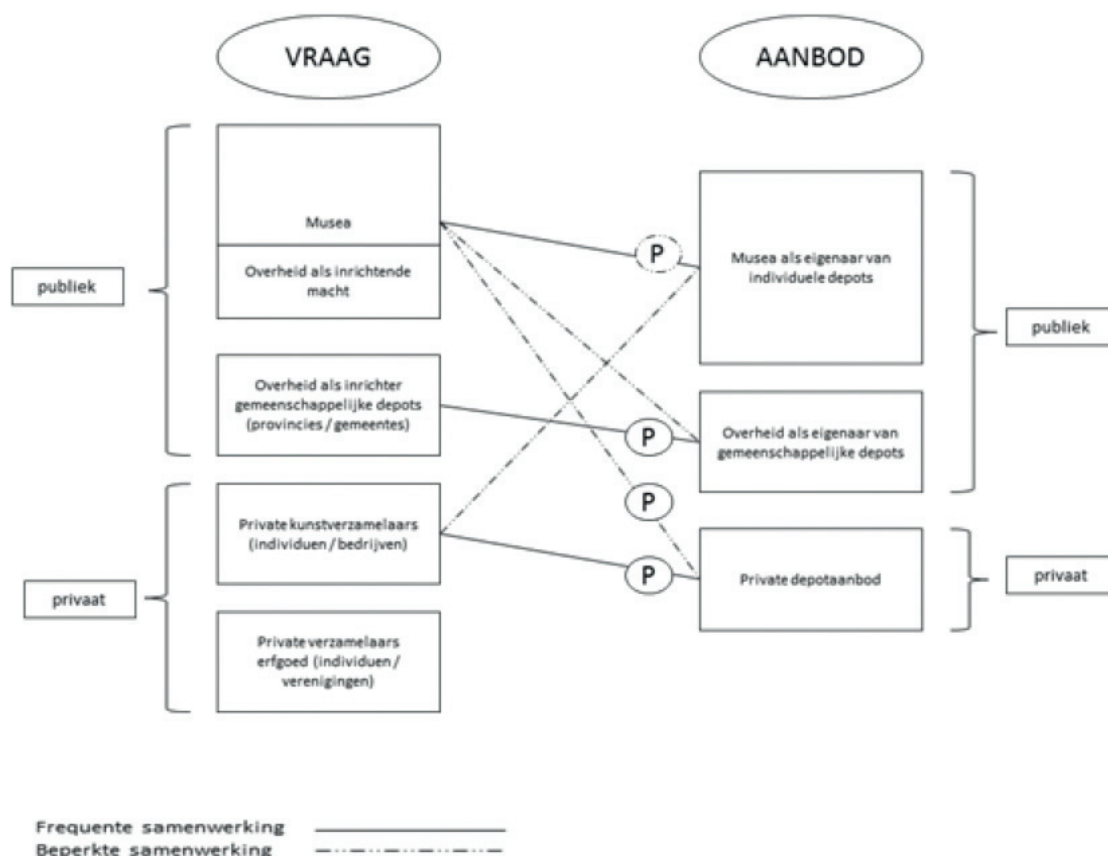 VRAAG
AANBOD
publiek
Musea
Overheid als inrichtende
macht
Overheid als inrichter
gemeenschappelijke depots
(provincies / gemeentes)
privaat
Private kunstverzamelaars
(individuen / bedrijven)
Private verzamelaars
erfgoed (individuen /
verenigingen)
P
P
P
P
Musea als eigenaar van
individuele depots
Overheid als eigenaar van
gemeenschappelijke depots
publiek
Private depotaanbod
privaat
Frequente samenwerking
Beperkte samenwerking